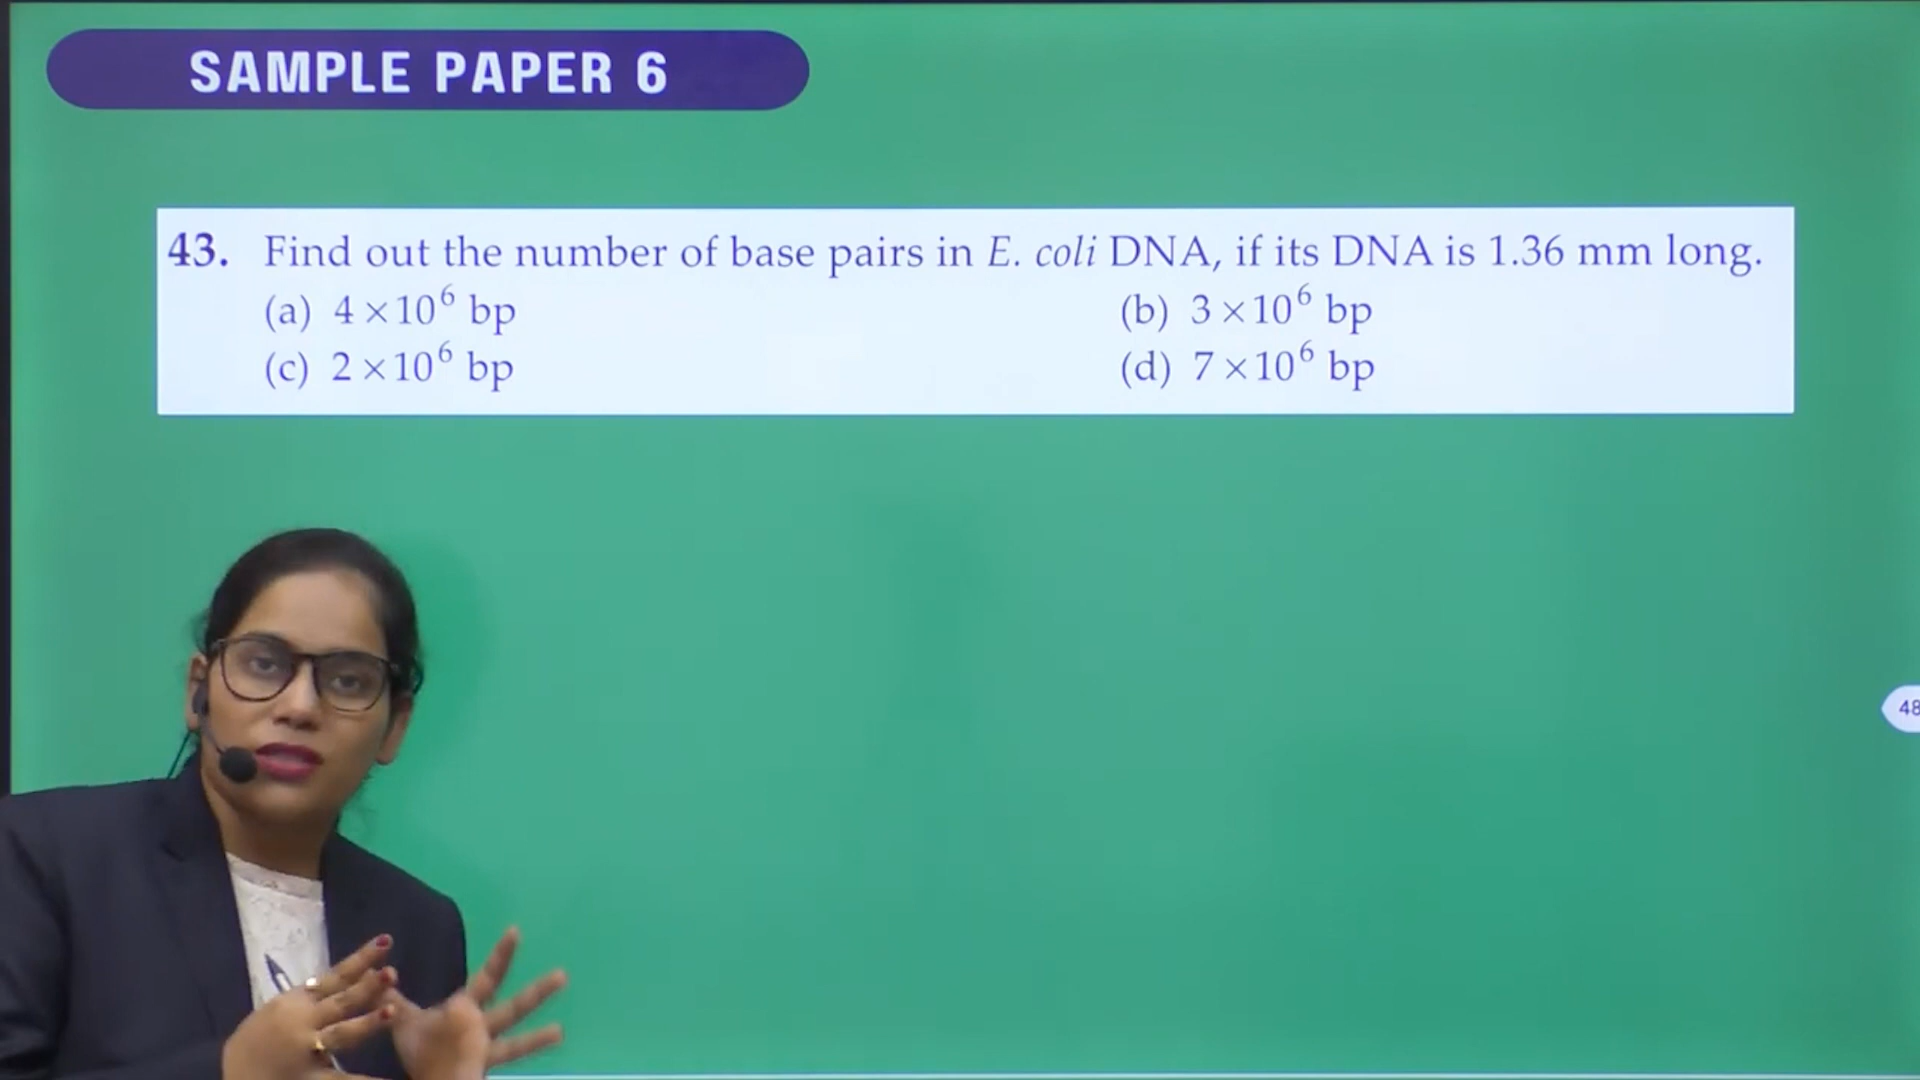 SAMPLE PAPER 6
43. Find out the number of base pairs in E. coli DNA, if its DNA is 1.36 mm long.
(a) 4 × 10⁶ bp (b) 3 × 10⁶ bp
(c) 2 × 10⁶ bp (d) 7 × 10⁶ bp
48